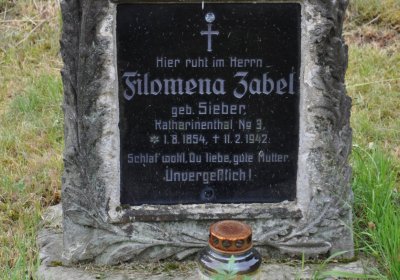 Hier ruht im Herrn
Filomena Zabel
geb. Sieber,
Katharinenthal № 3,
* 1. 8. 1854, † 11. 2. 1942.
Schlaf wohl, Du liebe, gute Mutter.
Unvergeßlich!